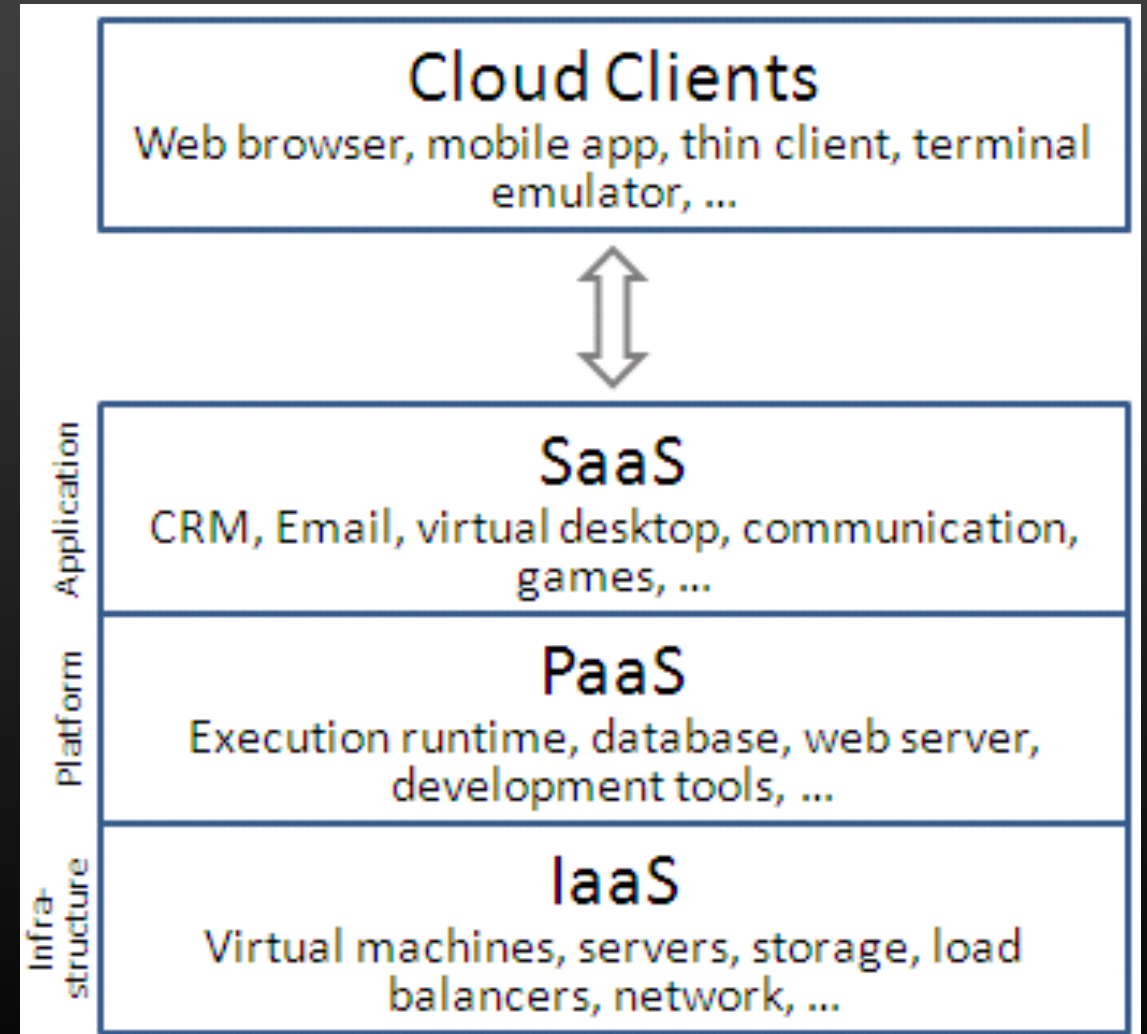 Cloud Clients
Web browser, mobile app, thin client, terminal
emulator, ...
Application
SaaS
CRM, Email, virtual desktop, communication,
games, ...
Platform
PaaS
Execution runtime, database, web server,
development tools, ...
Infra-
structure
IaaS
Virtual machines, servers, storage, load
balancers, network, ...